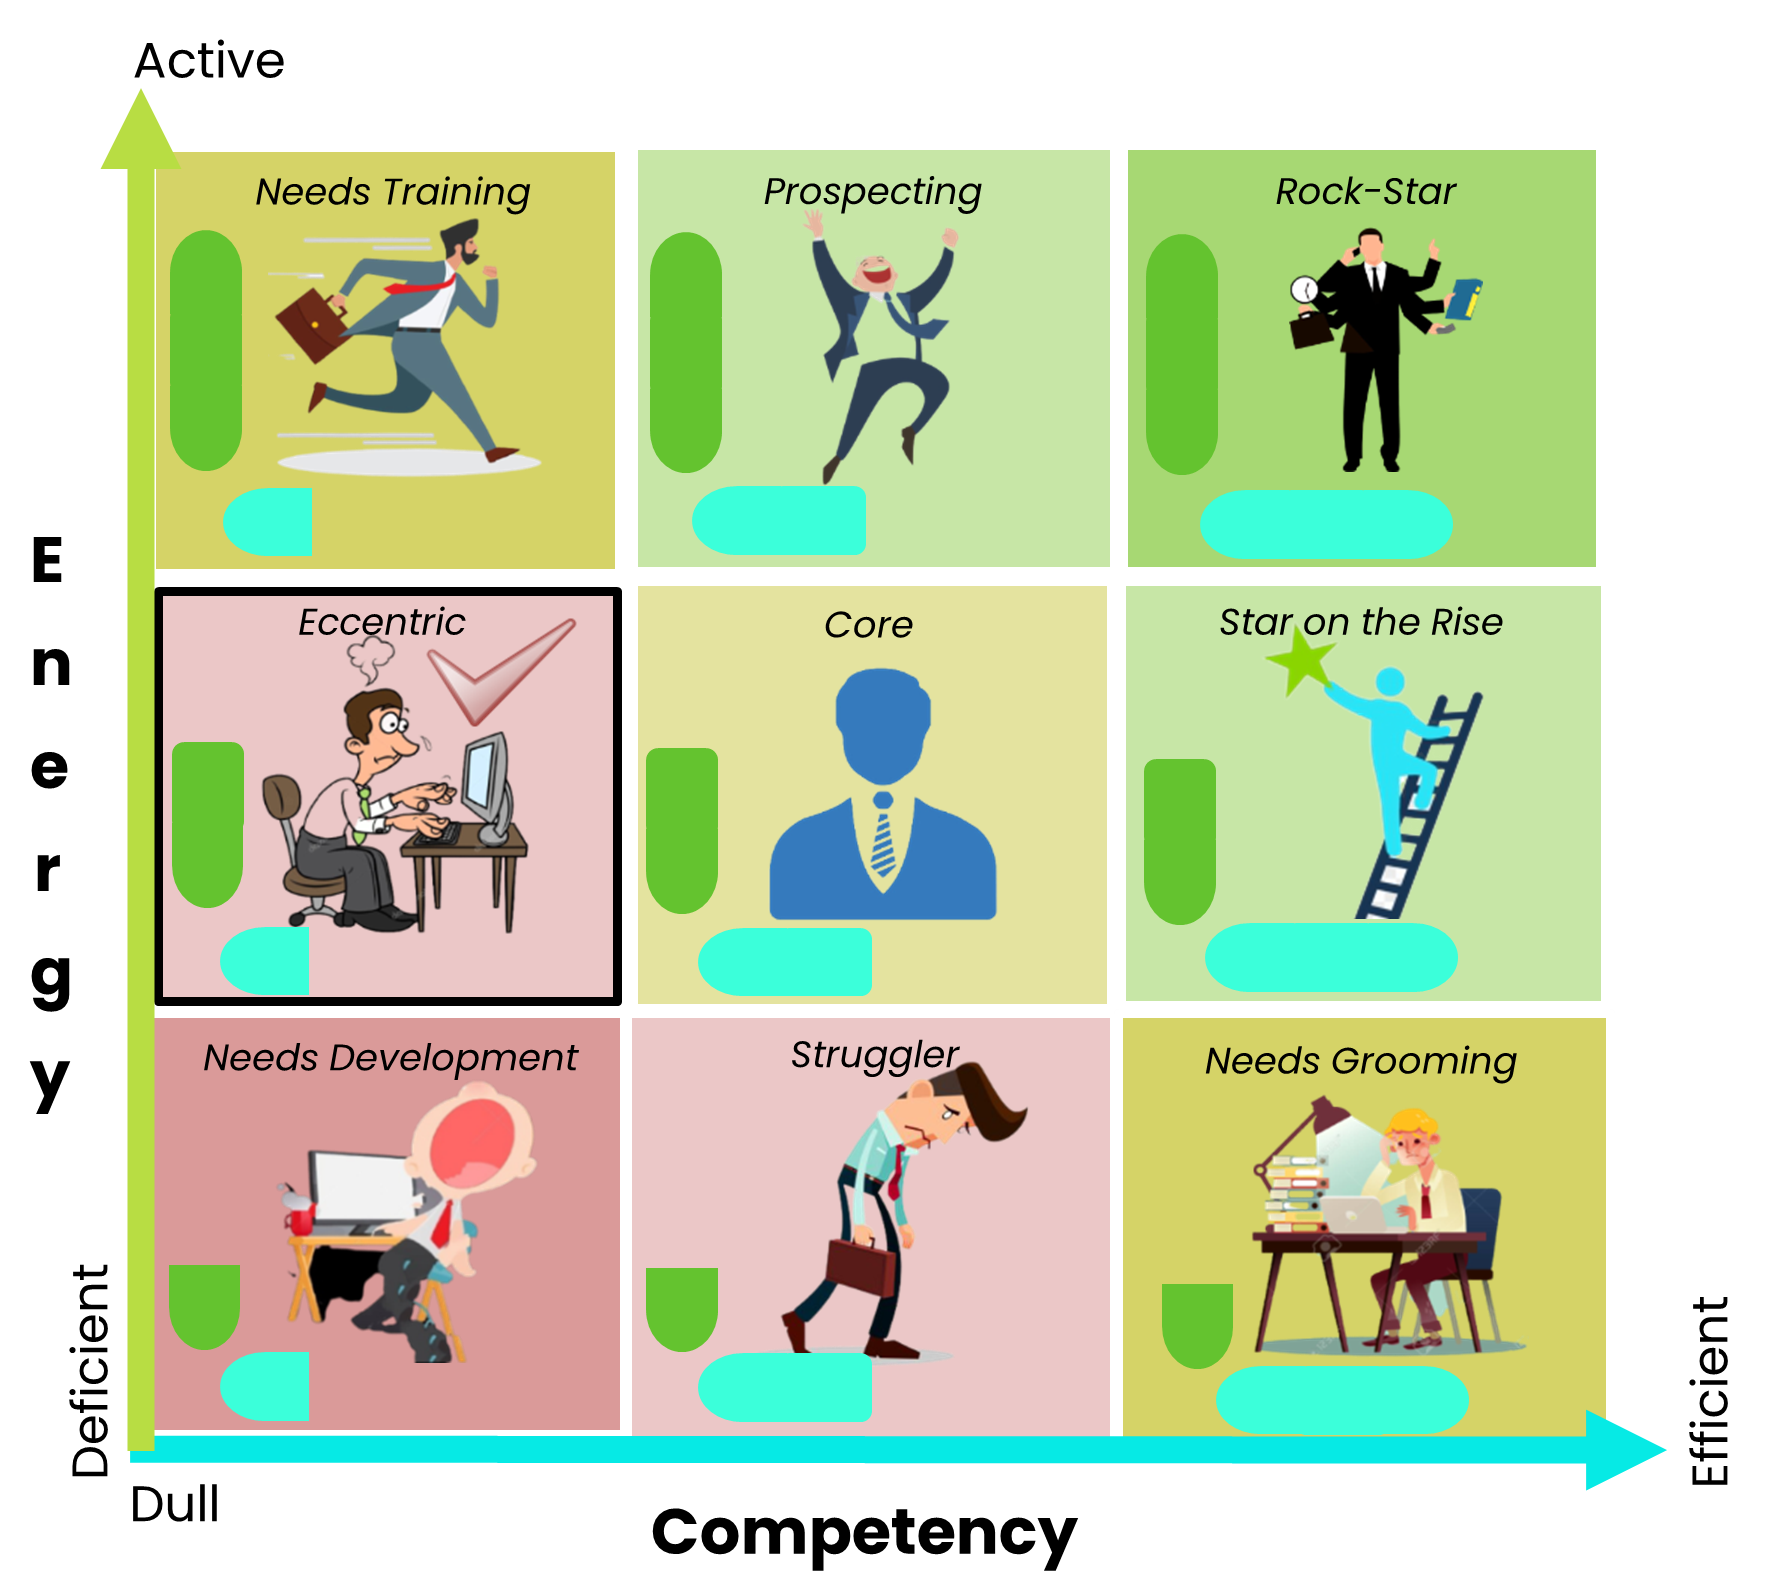 Active
Needs Training
Prospecting
Rock-Star
Energy
Eccentric
Core
Star on the Rise
Needs Development
Struggler
Needs Grooming
Deficient
Efficient
Dull
Competency